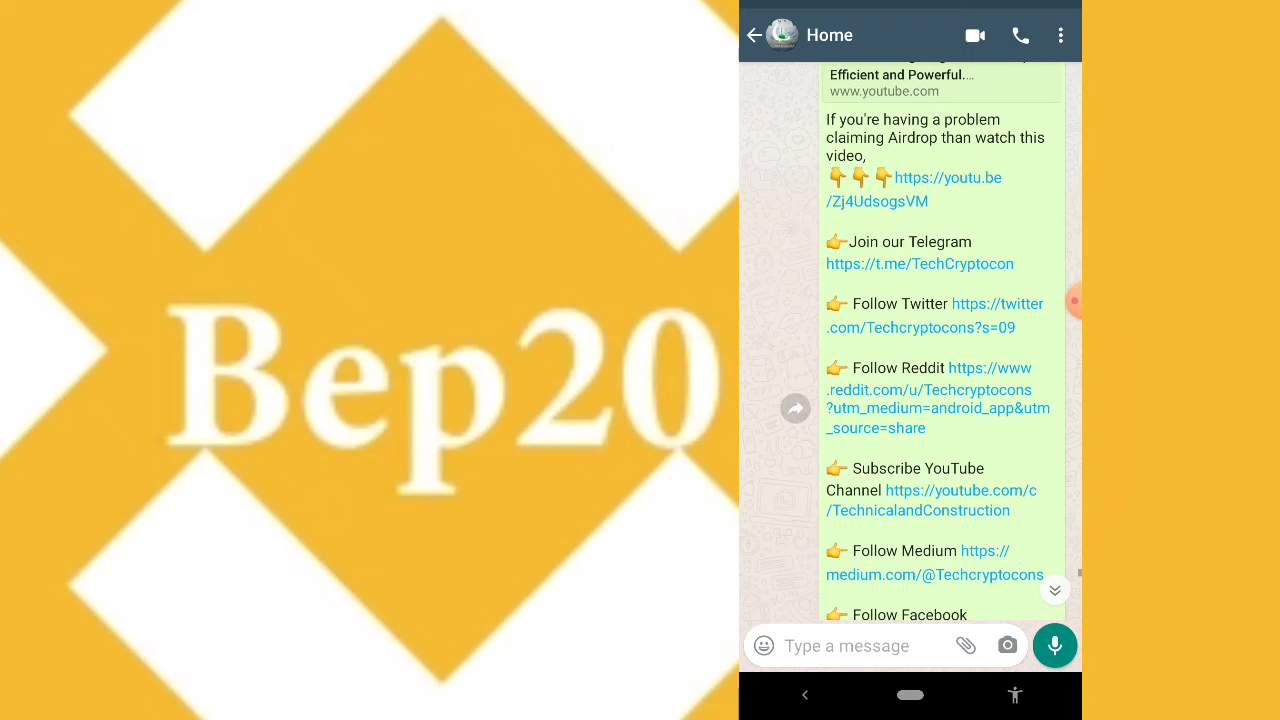 Bep20
Home
Efficient and Powerful....
www.youtube.com
If you're having a problem
claiming Airdrop than watch this
video,
👇👇👇https://youtu.be
/Zj4UdsogsVM
👉Join our Telegram
https://t.me/TechCryptocon
👉 Follow Twitter https://twitter
.com/Techcryptocons?s=09
👉 Follow Reddit https://www
.reddit.com/u/Techcryptocons
?utm_medium=android_app&utm
_source=share
👉 Subscribe YouTube
Channel https://youtube.com/c
/TechnicalandConstruction
👉 Follow Medium https://
medium.com/@Techcryptocons
👉 Follow Facebook
Type a message